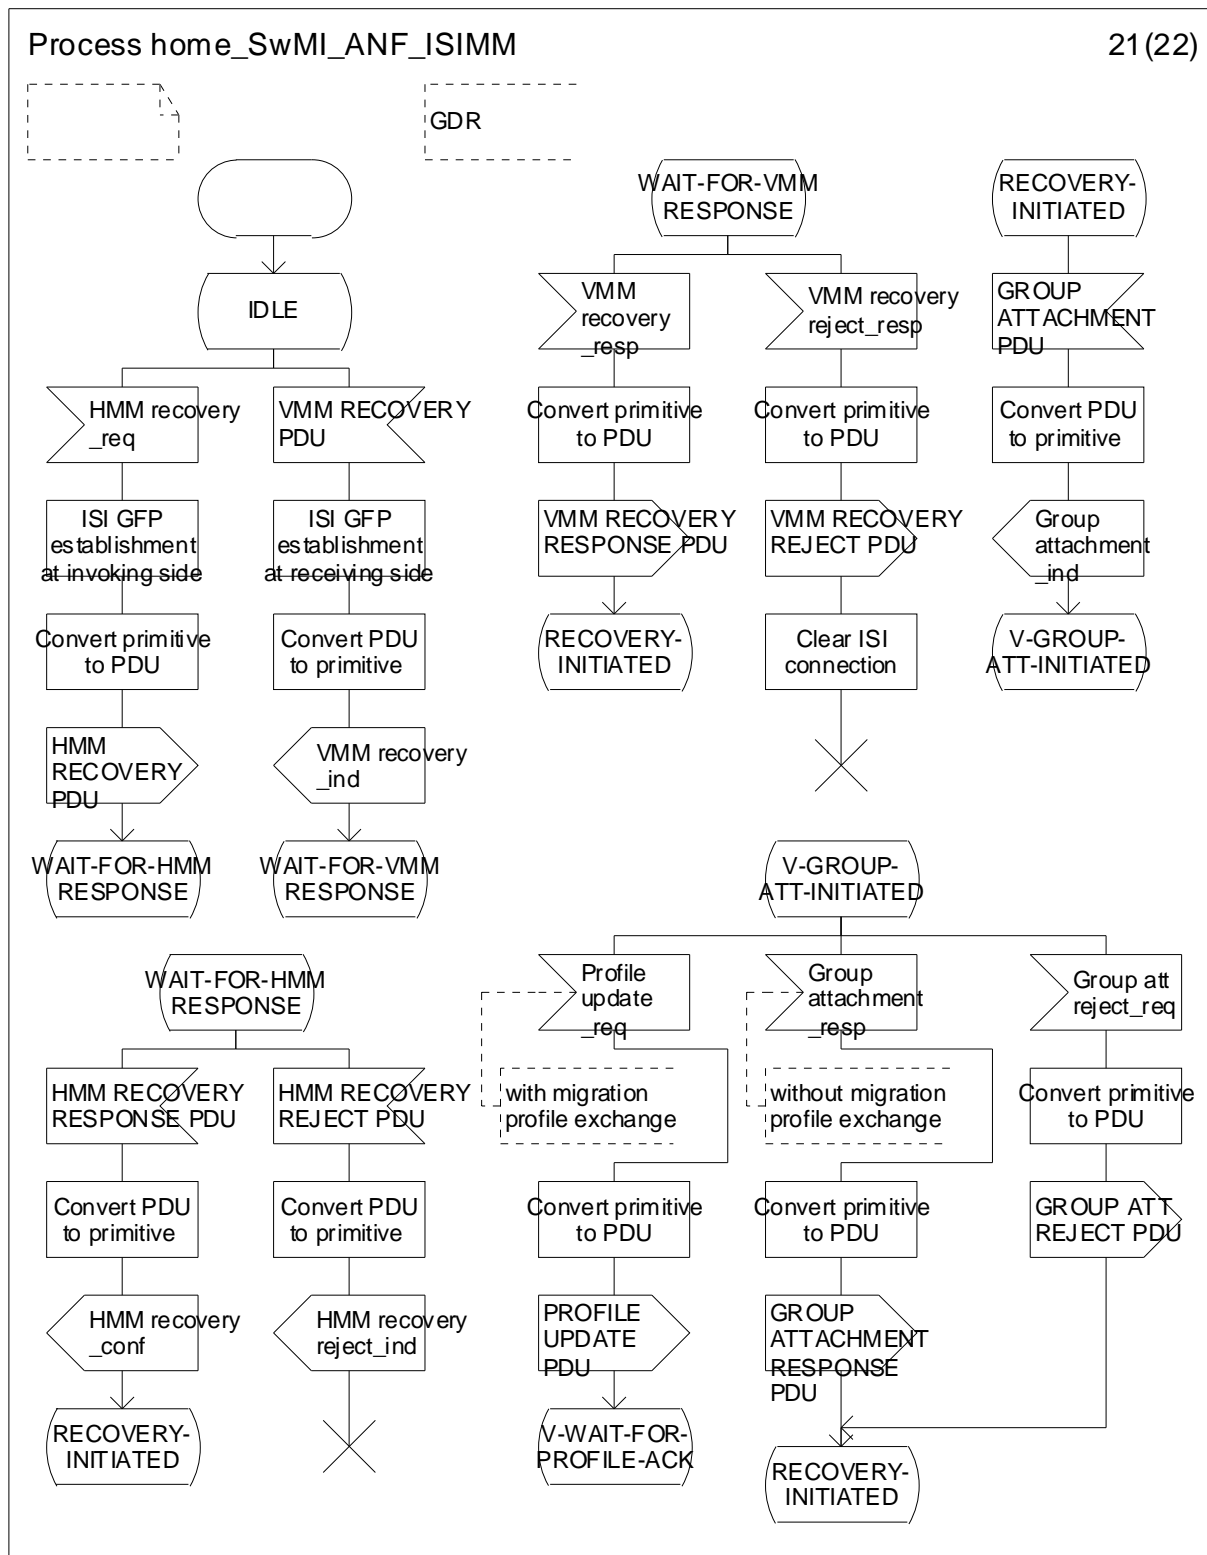 Process home_SwMI_ANF_ISIMM
21(22)
GDR
IDLE
HMM recovery
_req
ISI GFP
establishment
at invoking side
Convert primitive
to PDU
HMM
RECOVERY
PDU
WAIT-FOR-HMM
RESPONSE
VMM RECOVERY
PDU
ISI GFP
establishment
at receiving side
Convert PDU
to primitive
VMM recovery
_ind
WAIT-FOR-VMM
RESPONSE
WAIT-FOR-VMM
RESPONSE
VMM
recovery
_resp
Convert primitive
to PDU
VMM RECOVERY
RESPONSE PDU
RECOVERY-
INITIATED
VMM recovery
reject_resp
Convert primitive
to PDU
VMM RECOVERY
REJECT PDU
Clear ISI
connection
RECOVERY-
INITIATED
GROUP
ATTACHMENT
PDU
Convert PDU
to primitive
Group
attachment
_ind
V-GROUP-
ATT-INITIATED
WAIT-FOR-HMM
RESPONSE
HMM RECOVERY
RESPONSE PDU
Convert PDU
to primitive
HMM recovery
_conf
RECOVERY-
INITIATED
HMM RECOVERY
REJECT PDU
Convert PDU
to primitive
HMM recovery
reject_ind
V-GROUP-
ATT-INITIATED
Profile
update
_req
with migration
profile exchange
Convert primitive
to PDU
PROFILE
UPDATE
PDU
V-WAIT-FOR-
PROFILE-ACK
Group
attachment
_resp
without migration
profile exchange
Convert primitive
to PDU
GROUP
ATTACHMENT
RESPONSE
PDU
RECOVERY-
INITIATED
Group att
reject_req
Convert primitive
to PDU
GROUP ATT
REJECT PDU